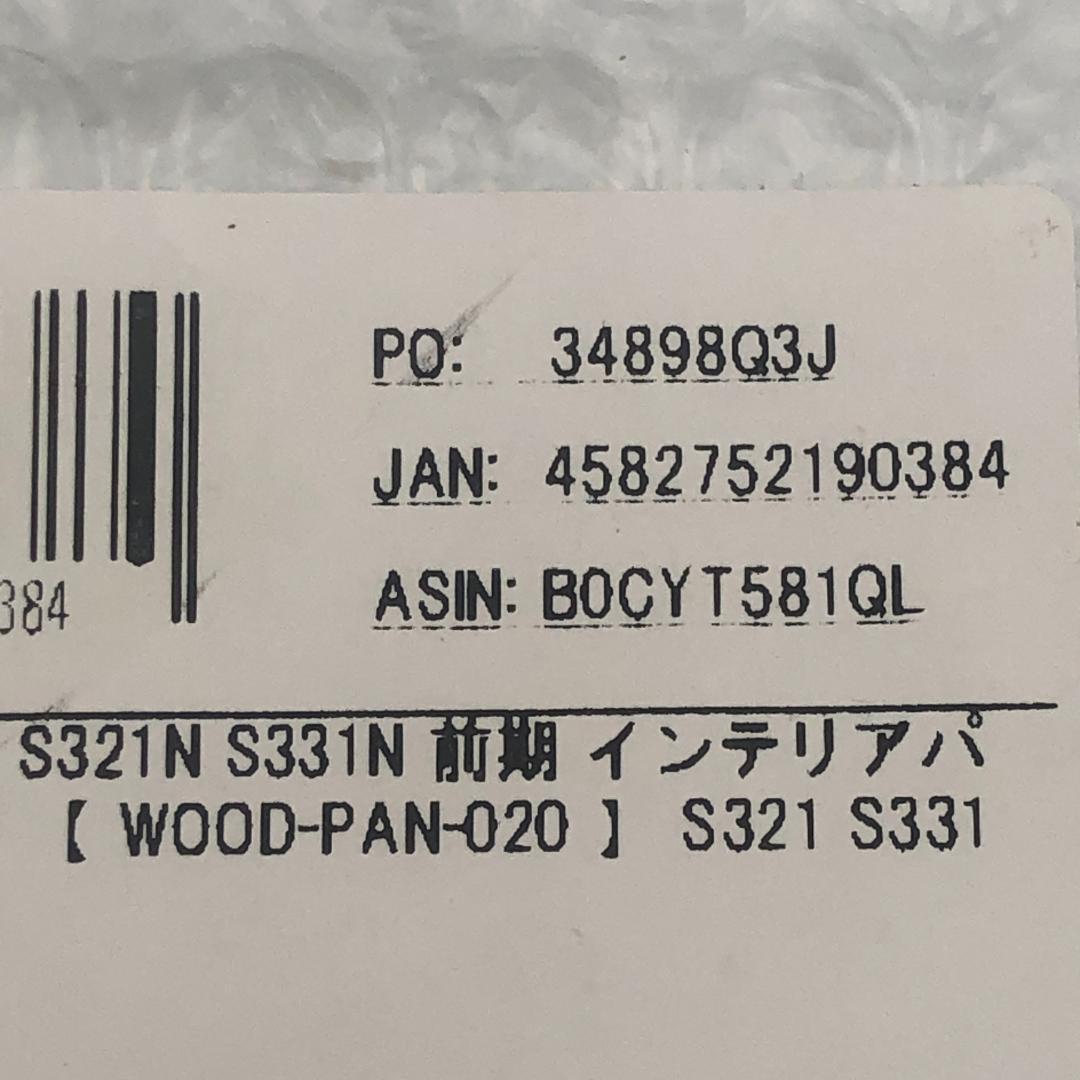 PO: 34898Q3J
JAN: 4582752190384
ASIN: B0CYT581QL
384
S321N S331N 前期 インテリアパ
【 WOOD-PAN-020 】 S321 S331